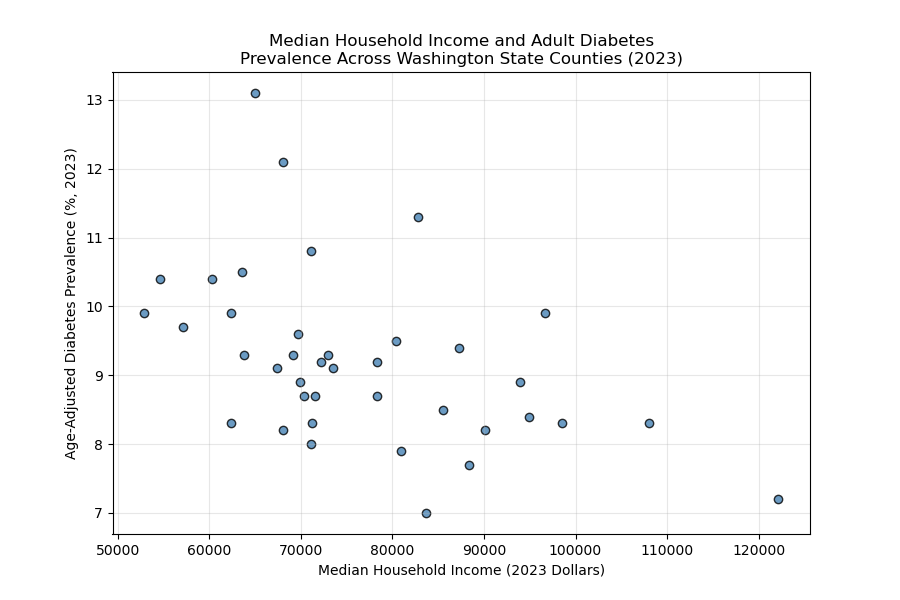 Median Household Income and Adult Diabetes
Prevalence Across Washington State Counties (2023)
Age-Adjusted Diabetes Prevalence (%, 2023)
13
12
11
10
9
8
7
50000 60000 70000 80000 90000 100000 110000 120000
Median Household Income (2023 Dollars)